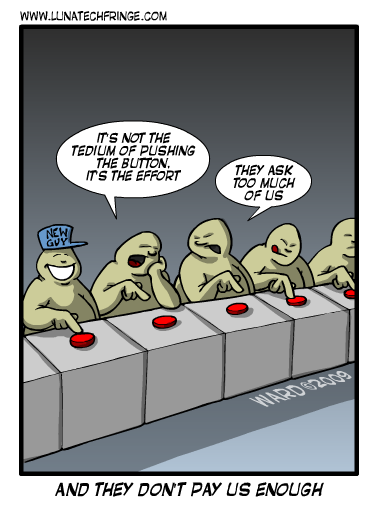 WWW.LUNATECHFRINGE.COM
IT'S NOT THE
TEDIUM OF PUSHING
THE BUTTON,
IT'S THE EFFORT
THEY ASK
TOO MUCH
OF US
NEW
GUY
WARD©2009
AND THEY DON'T PAY US ENOUGH